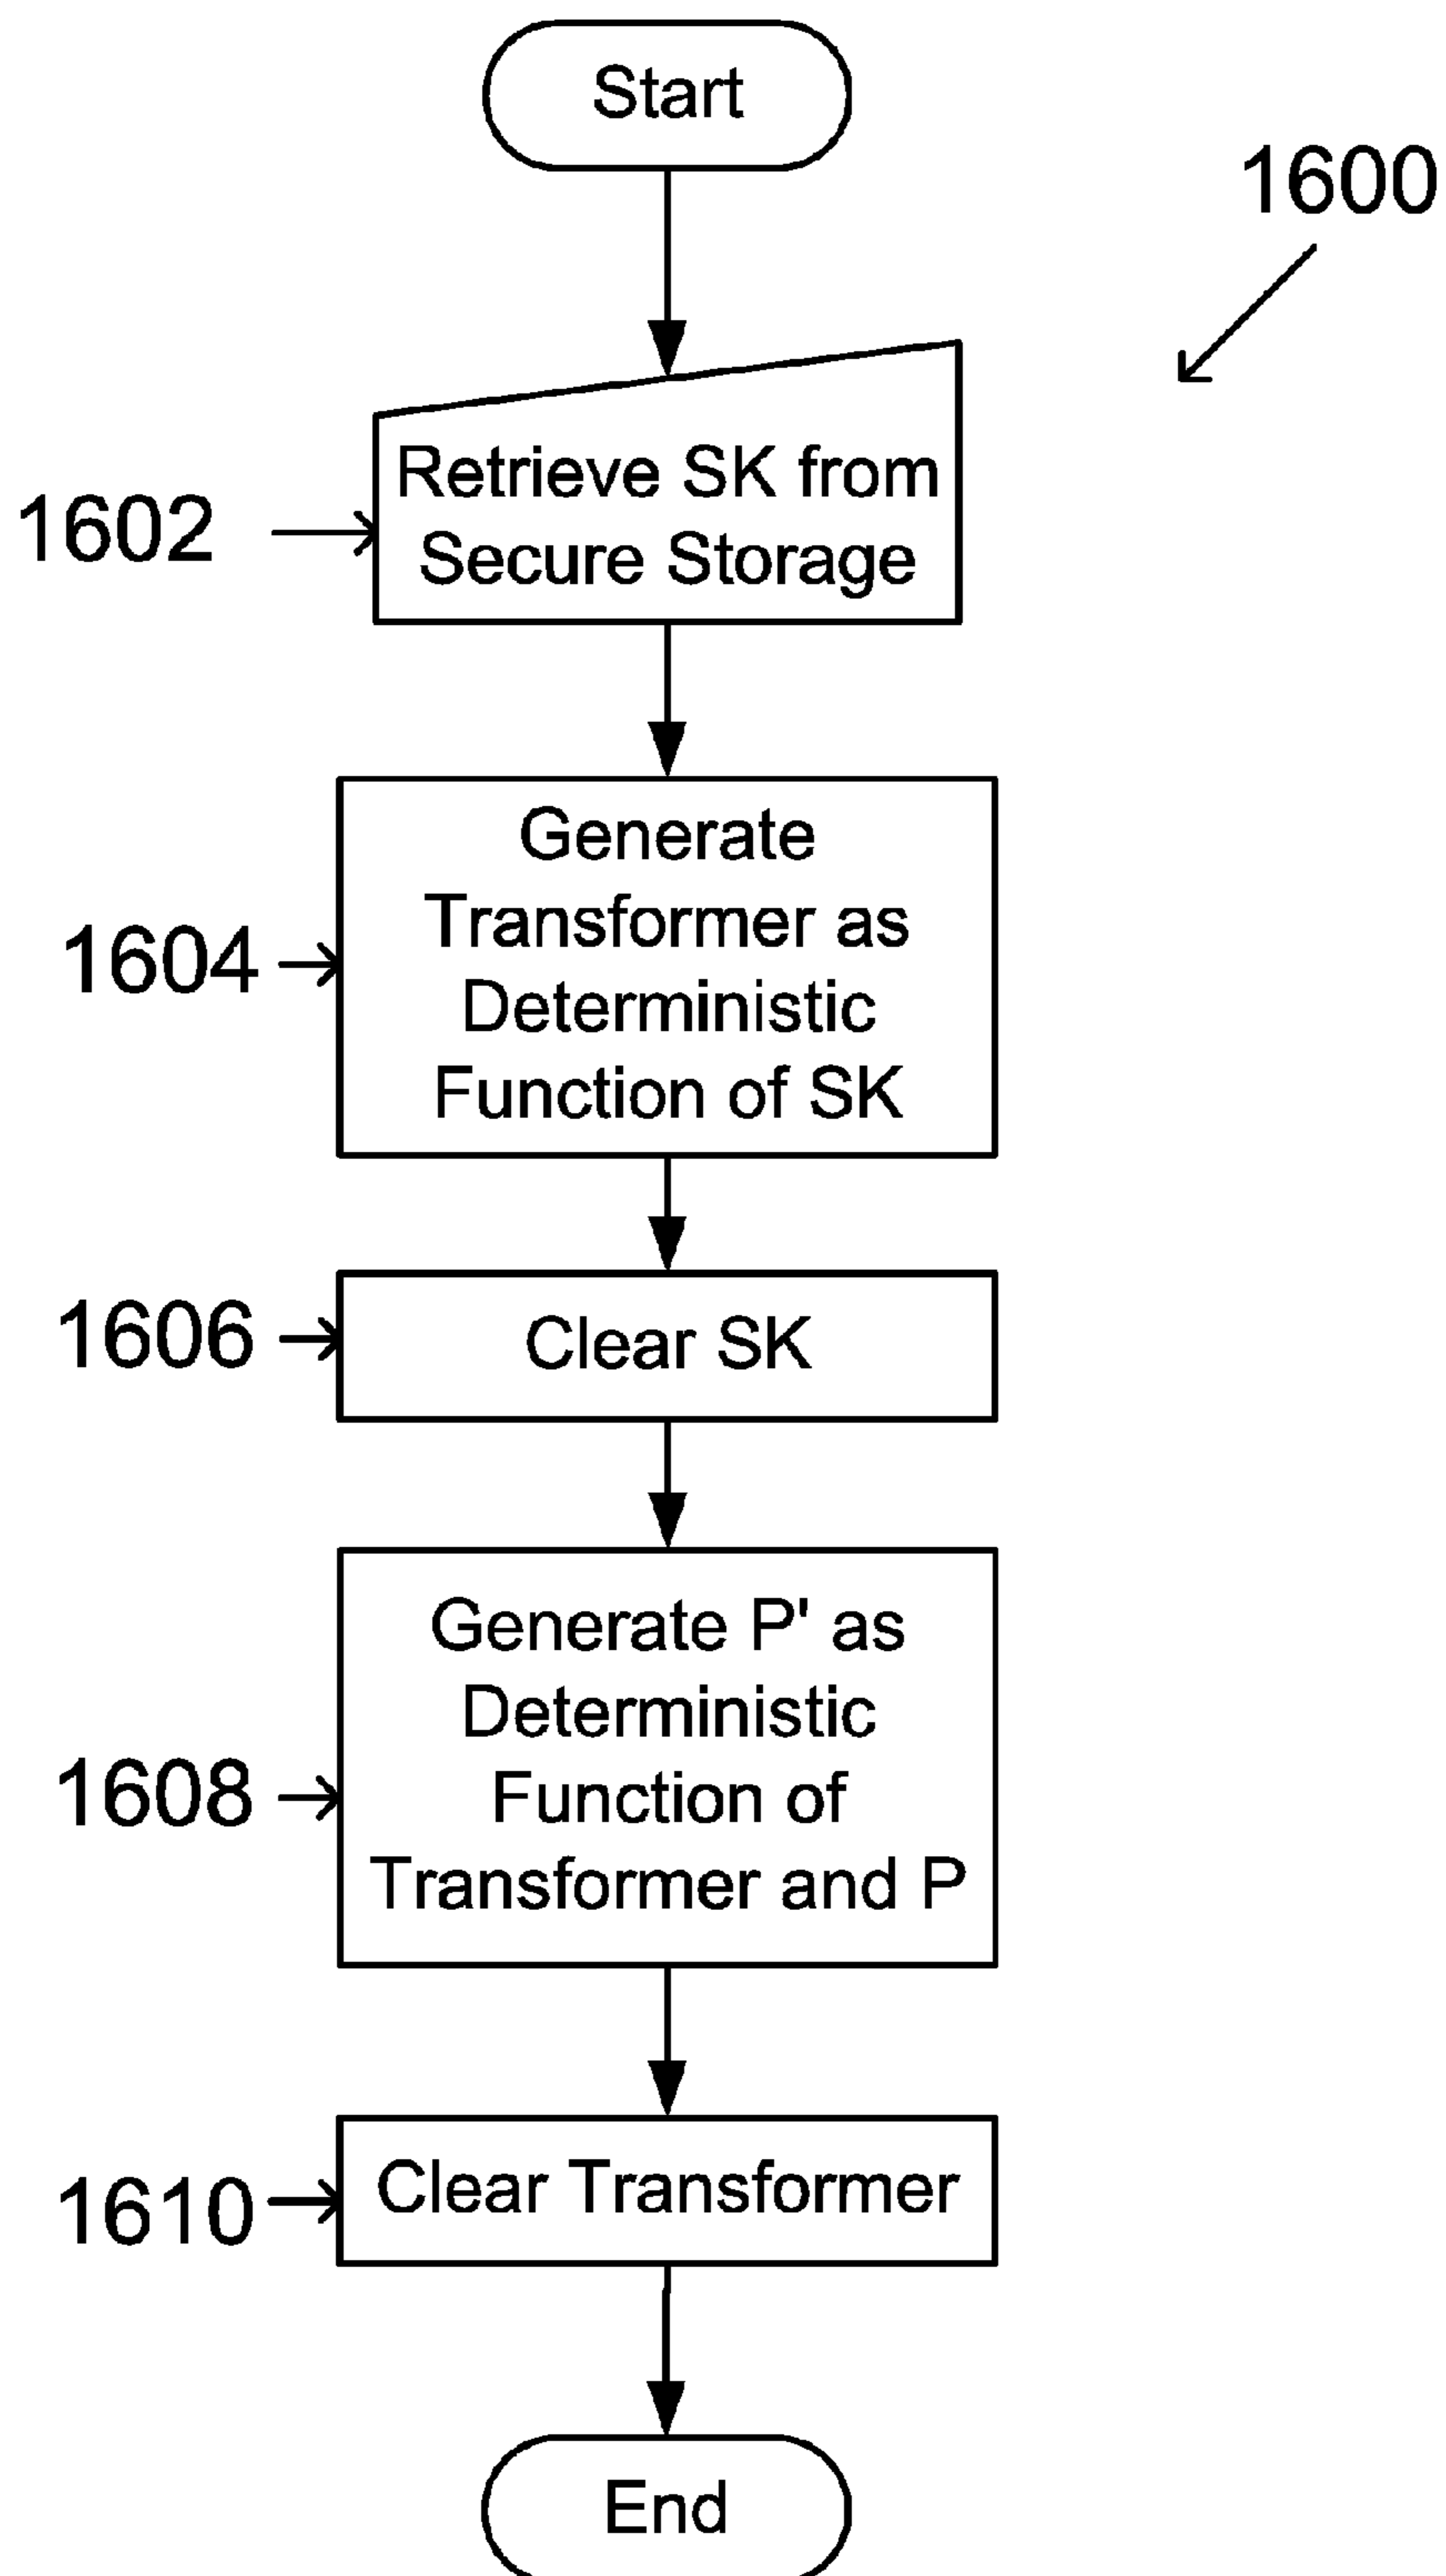 Start
1600
1602
Retrieve SK from
Secure Storage
1604
Generate
Transformer as
Deterministic
Function of SK
1606
Clear SK
1608
Generate P' as
Deterministic
Function of
Transformer and P
1610
Clear Transformer
End